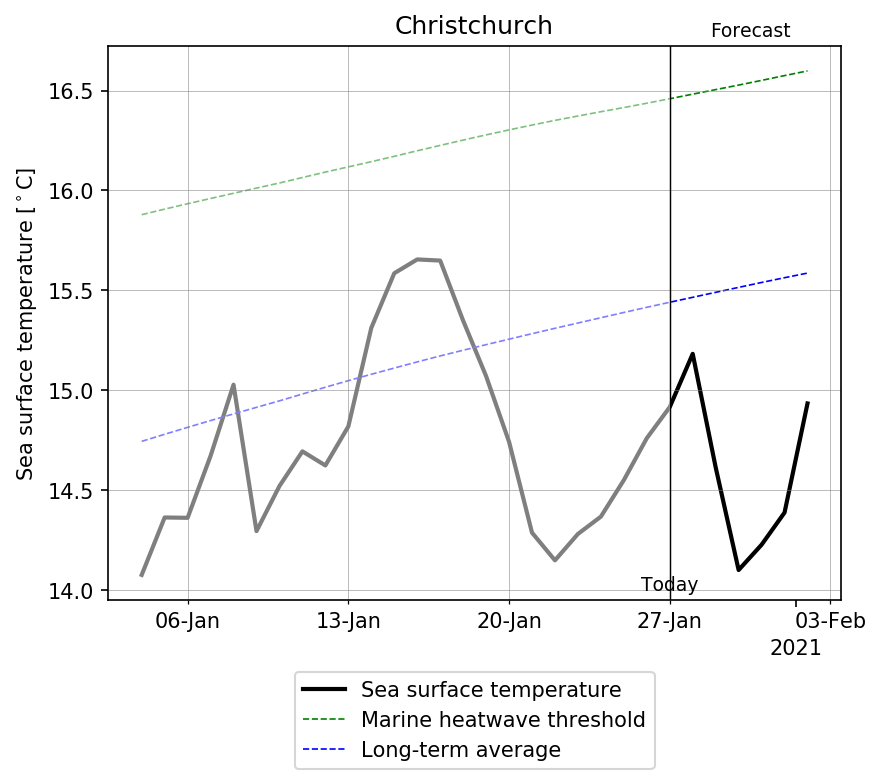 Christchurch
Forecast
Sea surface temperature [°C]
16.5
16.0
15.5
15.0
14.5
14.0
Today
06-Jan
13-Jan
20-Jan
27-Jan
03-Feb
2021
Sea surface temperature
Marine heatwave threshold
Long-term average